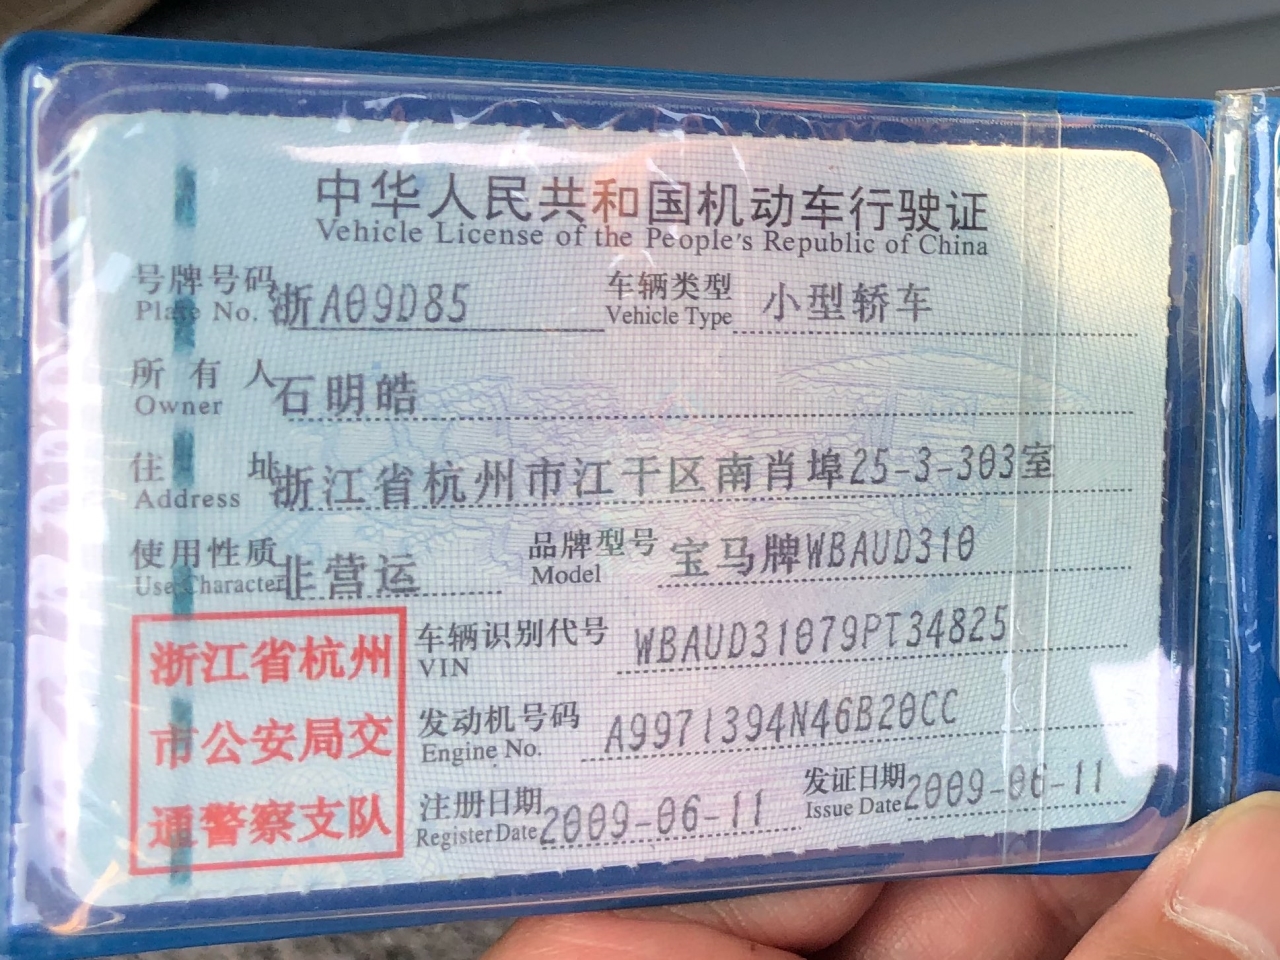 中华人民共和国机动车行驶证
Vehicle License of the People's Republic of China
号牌号码 浙A09D85 车辆类型 小型轿车
Plate No. Vehicle Type
所有人 石明皓
Owner
住址 浙江省杭州市江干区南肖埠25-3-303室
Address
使用性质 非营运 品牌型号 宝马牌WBAUD310
Use Character Model
浙江省杭州
市公安局交
通警察支队
车辆识别代号 WBAUD31079PT34825
VIN
发动机号码 A9971394N46B20CC
Engine No.
注册日期 2009-06-11 发证日期 2009-06-11
Register Date Issue Date